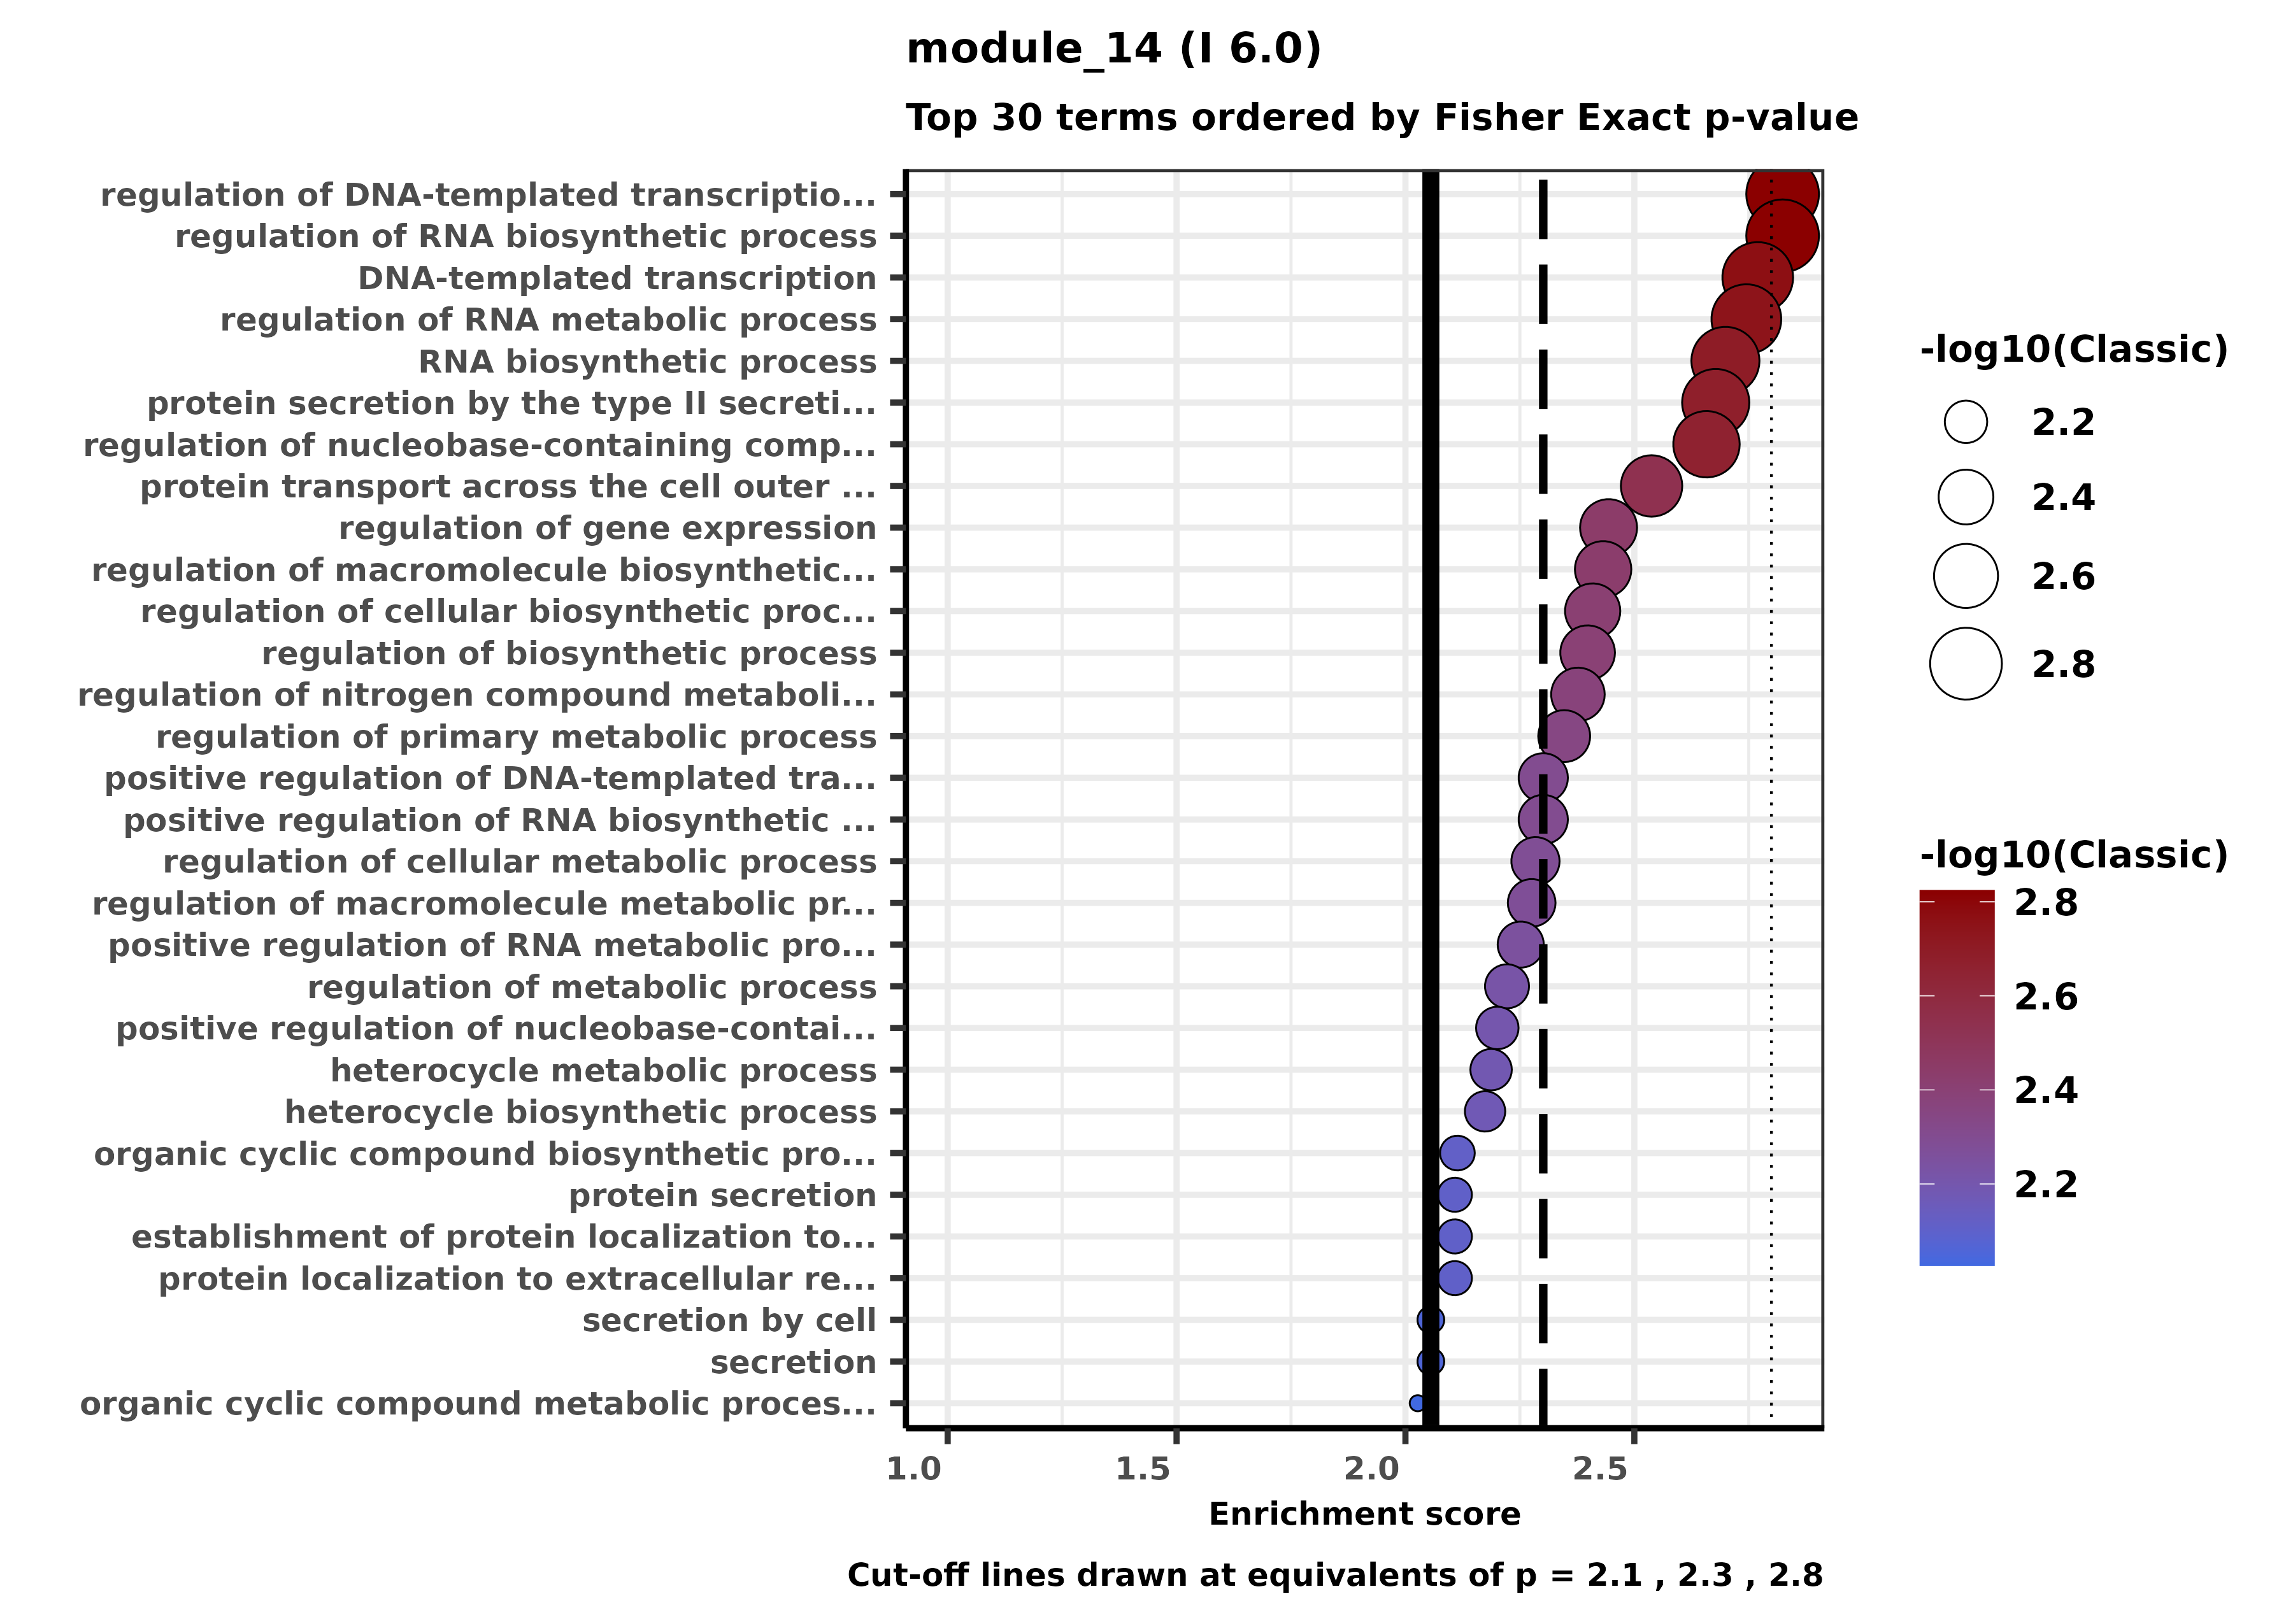 module_14 (I 6.0)
Top 30 terms ordered by Fisher Exact p-value
regulation of DNA-templated transcriptio...
regulation of RNA biosynthetic process
DNA-templated transcription
regulation of RNA metabolic process
RNA biosynthetic process
protein secretion by the type II secreti...
regulation of nucleobase-containing comp...
protein transport across the cell outer ...
regulation of gene expression
regulation of macromolecule biosynthetic...
regulation of cellular biosynthetic proc...
regulation of biosynthetic process
regulation of nitrogen compound metaboli...
regulation of primary metabolic process
positive regulation of DNA-templated tra...
positive regulation of RNA biosynthetic ...
regulation of cellular metabolic process
regulation of macromolecule metabolic pr...
positive regulation of RNA metabolic pro...
regulation of metabolic process
positive regulation of nucleobase-contai...
heterocycle metabolic process
heterocycle biosynthetic process
organic cyclic compound biosynthetic pro...
protein secretion
establishment of protein localization to...
protein localization to extracellular re...
secretion by cell
secretion
organic cyclic compound metabolic proces...
1.0 1.5 2.0 2.5
Enrichment score
Cut-off lines drawn at equivalents of p = 2.1 , 2.3 , 2.8
-log10(Classic)
2.2
2.4
2.6
2.8
-log10(Classic)
2.8
2.6
2.4
2.2